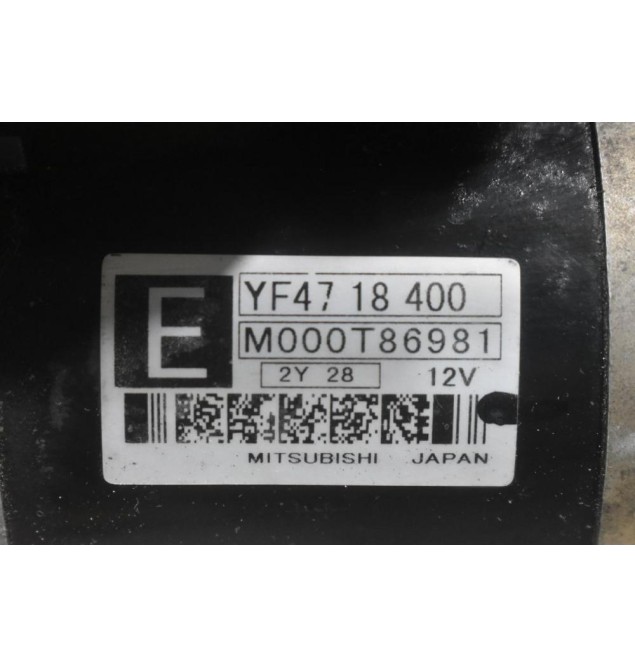 E
YF47 18 400
M000T86981
2Y 28 12V
MITSUBISHI JAPAN